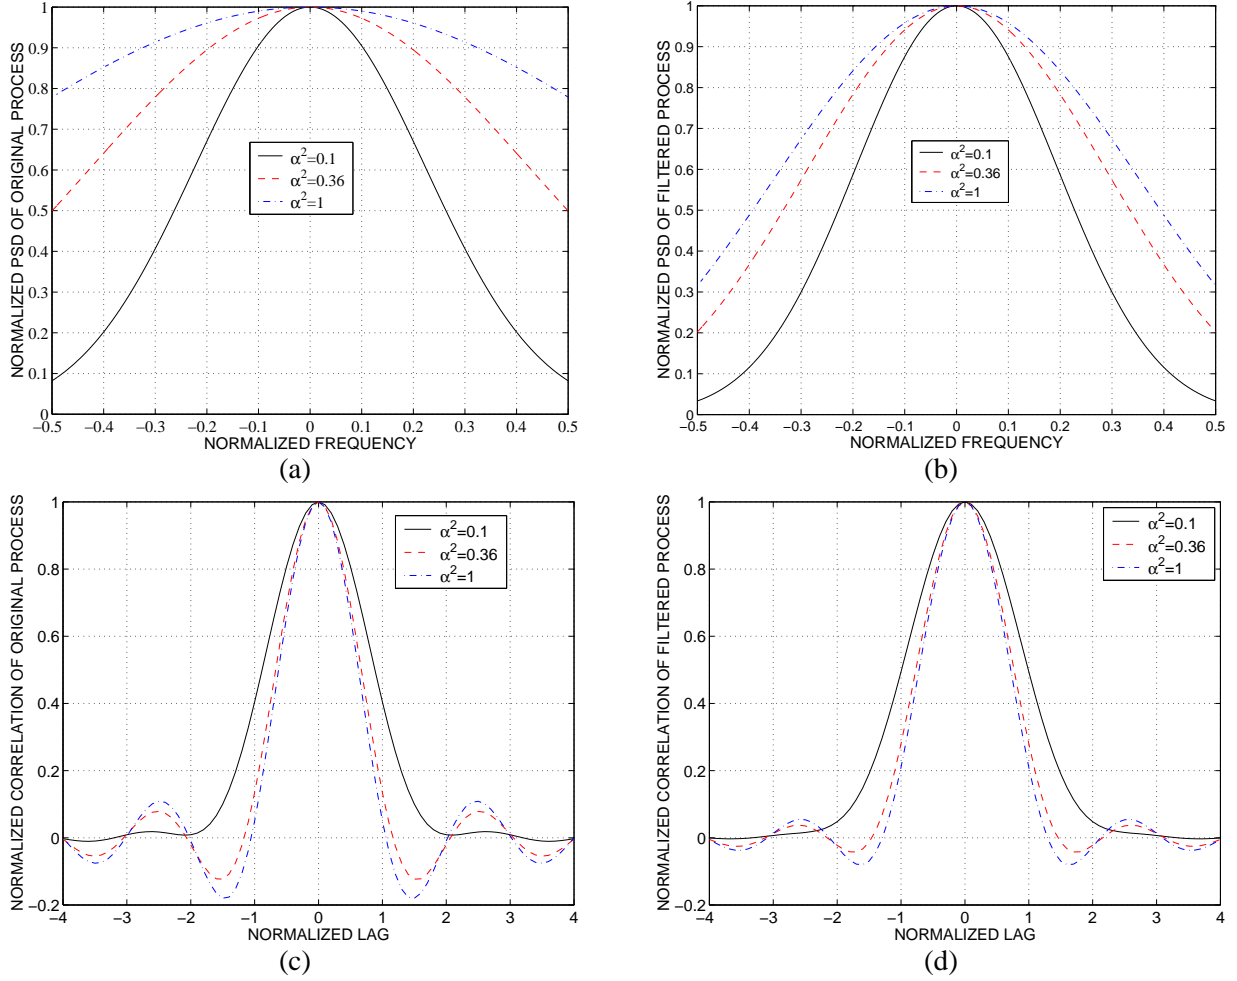 NORMALIZED PSD OF ORIGINAL PROCESS
1
0.9
0.8
0.7
0.6
0.5
0.4
0.3
0.2
0.1
0
α²=0.1
α²=0.36
α²=1
−0.5 −0.4 −0.3 −0.2 −0.1 0 0.1 0.2 0.3 0.4 0.5
NORMALIZED FREQUENCY
(a)
NORMALIZED PSD OF FILTERED PROCESS
1
0.9
0.8
0.7
0.6
0.5
0.4
0.3
0.2
0.1
0
α²=0.1
α²=0.36
α²=1
−0.5 −0.4 −0.3 −0.2 −0.1 0 0.1 0.2 0.3 0.4 0.5
NORMALIZED FREQUENCY
(b)
NORMALIZED CORRELATION OF ORIGINAL PROCESS
1
0.8
0.6
0.4
0.2
0
−0.2
α²=0.1
α²=0.36
α²=1
−4 −3 −2 −1 0 1 2 3 4
NORMALIZED LAG
(c)
NORMALIZED CORRELATION OF FILTERED PROCESS
1
0.8
0.6
0.4
0.2
0
−0.2
α²=0.1
α²=0.36
α²=1
−4 −3 −2 −1 0 1 2 3 4
NORMALIZED LAG
(d)